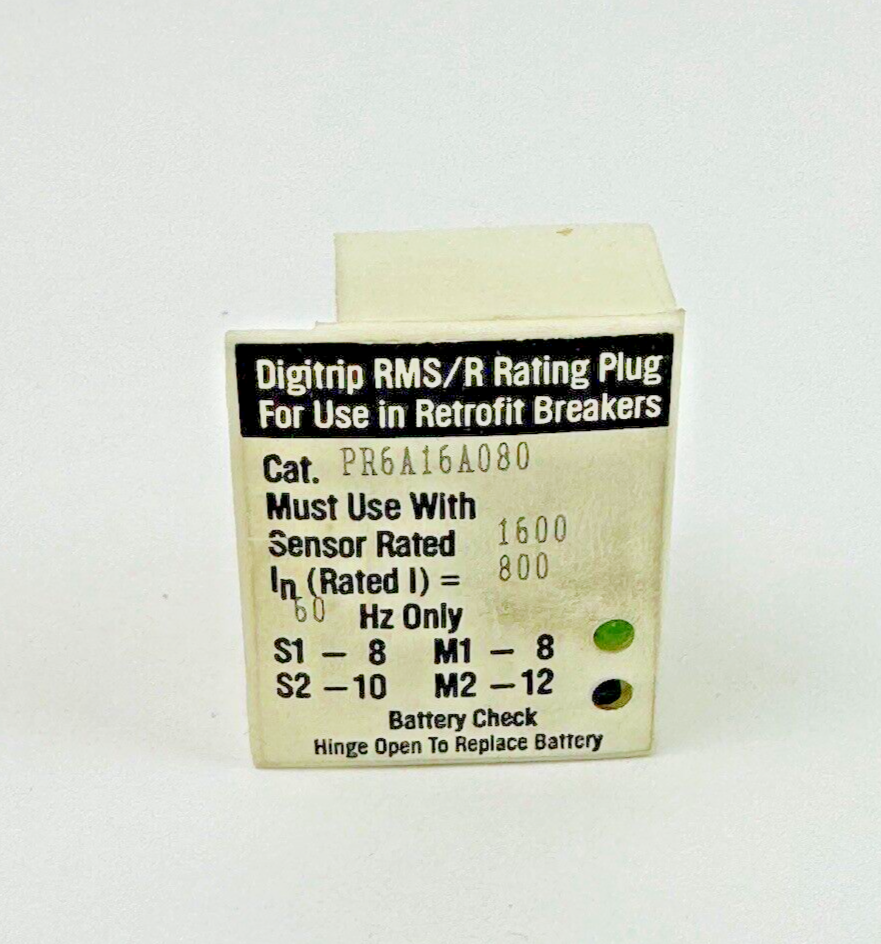 Digitrip RMS/R Rating Plug
For Use in Retrofit Breakers
Cat. PR6A16A080
Must Use With
Sensor Rated 1600
In (Rated I) = 800
60 Hz Only
S1 – 8 M1 – 8
S2 – 10 M2 – 12
Battery Check
Hinge Open To Replace Battery